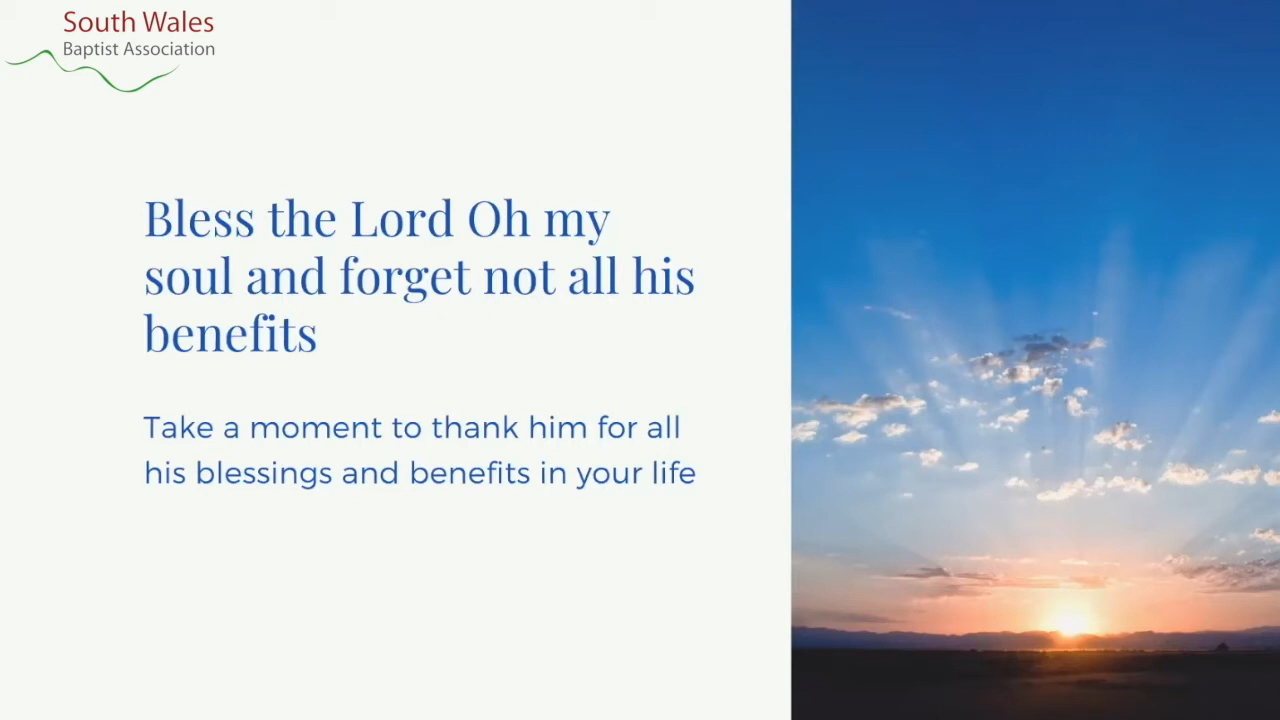 South Wales
Baptist Association
Bless the Lord Oh my
soul and forget not all his
benefits
Take a moment to thank him for all
his blessings and benefits in your life